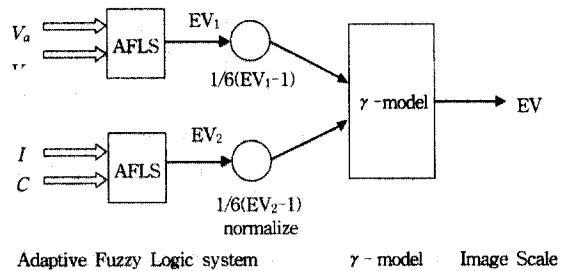 Va
AFLS
EV1
1/6(EV1-1)
γ-model
EV
I
C
AFLS
EV2
1/6(EV2-1)
normalize
Adaptive Fuzzy Logic system
γ - model
Image Scale